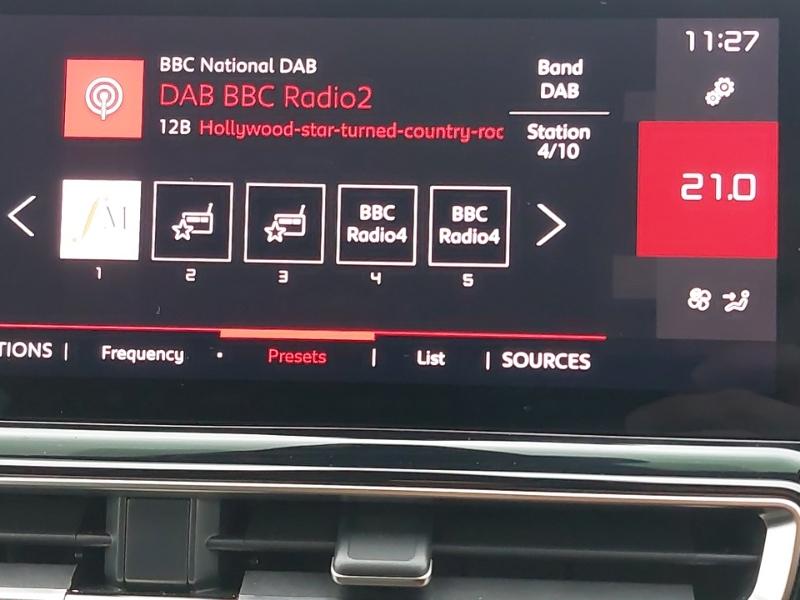 11:27
BBC National DAB
DAB BBC Radio2
12B Hollywood-star-turned-country-roc
Band
DAB
Station
4/10
21.0
M
BBC
Radio4
BBC
Radio4
1
2
3
4
5
TIONS | Frequency • Presets | List | SOURCES